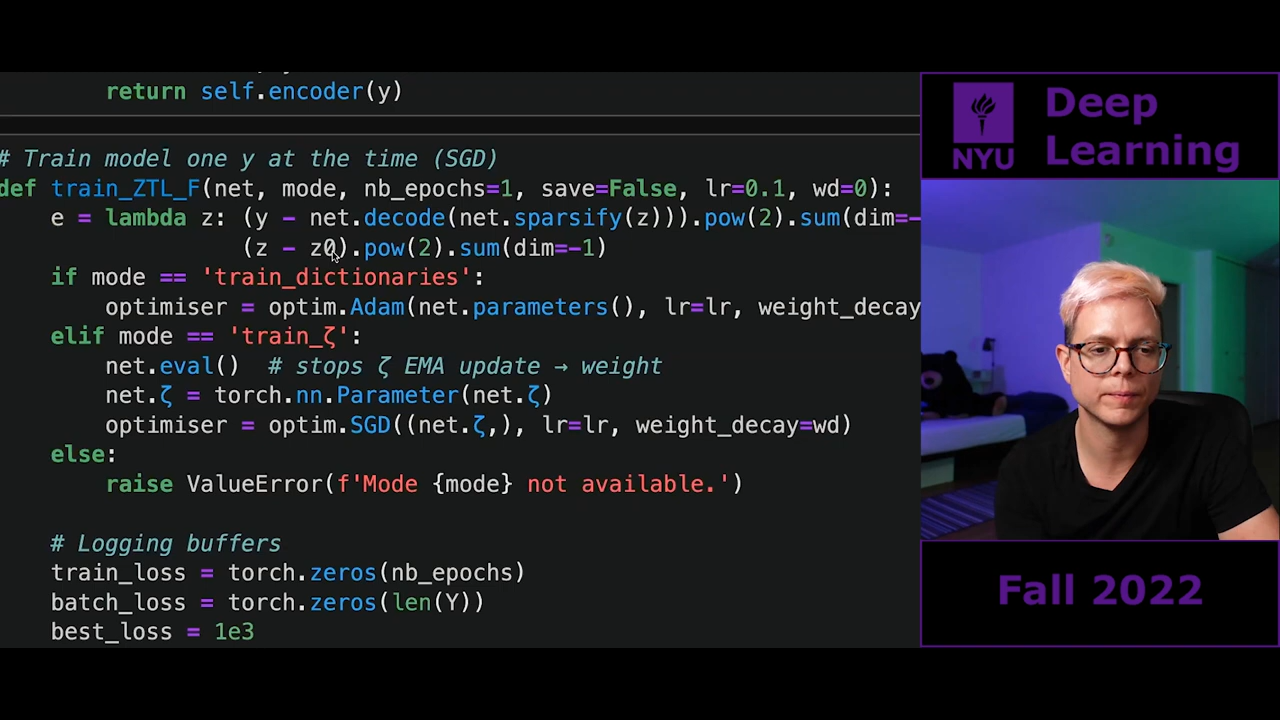 return self.encoder(y)
# Train model one y at the time (SGD)
def train_ZTL_F(net, mode, nb_epochs=1, save=False, lr=0.1, wd=0):
e = lambda z: (y - net.decode(net.sparsify(z))).pow(2).sum(dim=-
(z - z0).pow(2).sum(dim=-1)
if mode == 'train_dictionaries':
optimiser = optim.Adam(net.parameters(), lr=lr, weight_decay
elif mode == 'train_ζ':
net.eval()  # stops ζ EMA update → weight
net.ζ = torch.nn.Parameter(net.ζ)
optimiser = optim.SGD((net.ζ,), lr=lr, weight_decay=wd)
else:
raise ValueError(f'Mode {mode} not available.')
# Logging buffers
train_loss = torch.zeros(nb_epochs)
batch_loss = torch.zeros(len(Y))
best_loss = 1e3
NYU
Deep
Learning
Fall 2022